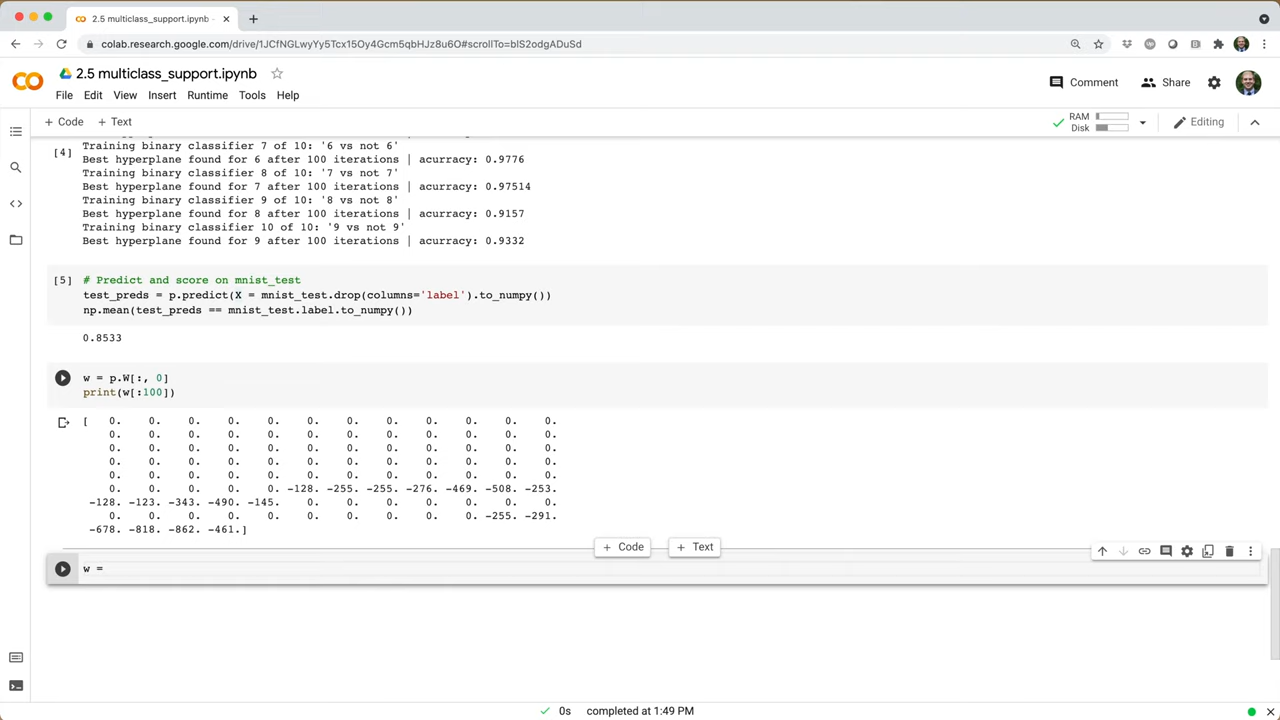 2.5 multiclass_support.ipynb
colab.research.google.com/drive/1JCfNGLwyYy5Tcx15Oy4Gcm5qbHJz8u6O#scrollTo=blS2odgADuSd
2.5 multiclass_support.ipynb
Comment
Share
File Edit View Insert Runtime Tools Help
+ Code + Text
RAM
Disk
Editing
[4]
Training binary classifier 7 of 10: '6 vs not 6'
Best hyperplane found for 6 after 100 iterations | acurracy: 0.9776
Training binary classifier 8 of 10: '7 vs not 7'
Best hyperplane found for 7 after 100 iterations | acurracy: 0.97514
Training binary classifier 9 of 10: '8 vs not 8'
Best hyperplane found for 8 after 100 iterations | acurracy: 0.9157
Training binary classifier 10 of 10: '9 vs not 9'
Best hyperplane found for 9 after 100 iterations | acurracy: 0.9332
[5] # Predict and score on mnist_test
test_preds = p.predict(X = mnist_test.drop(columns='label').to_numpy())
np.mean(test_preds == mnist_test.label.to_numpy())
0.8533
w = p.W[:, 0]
print(w[:100])
[ 0. 0. 0. 0. 0. 0. 0. 0. 0. 0. 0. 0.
0. 0. 0. 0. 0. 0. 0. 0. 0. 0. 0. 0.
0. 0. 0. 0. 0. 0. 0. 0. 0. 0. 0. 0.
0. 0. 0. 0. 0. 0. 0. 0. 0. 0. 0. 0.
0. 0. 0. 0. 0. 0. 0. 0. 0. 0. 0. 0.
0. 0. 0. 0. 0. -128. -255. -255. -276. -469. -508. -253.
-128. -123. -343. -490. -145. 0. 0. 0. 0. 0. 0. 0.
0. 0. 0. 0. 0. 0. 0. 0. 0. 0. -255. -291.
-678. -818. -862. -461.]
+ Code + Text
w =
0s completed at 1:49 PM